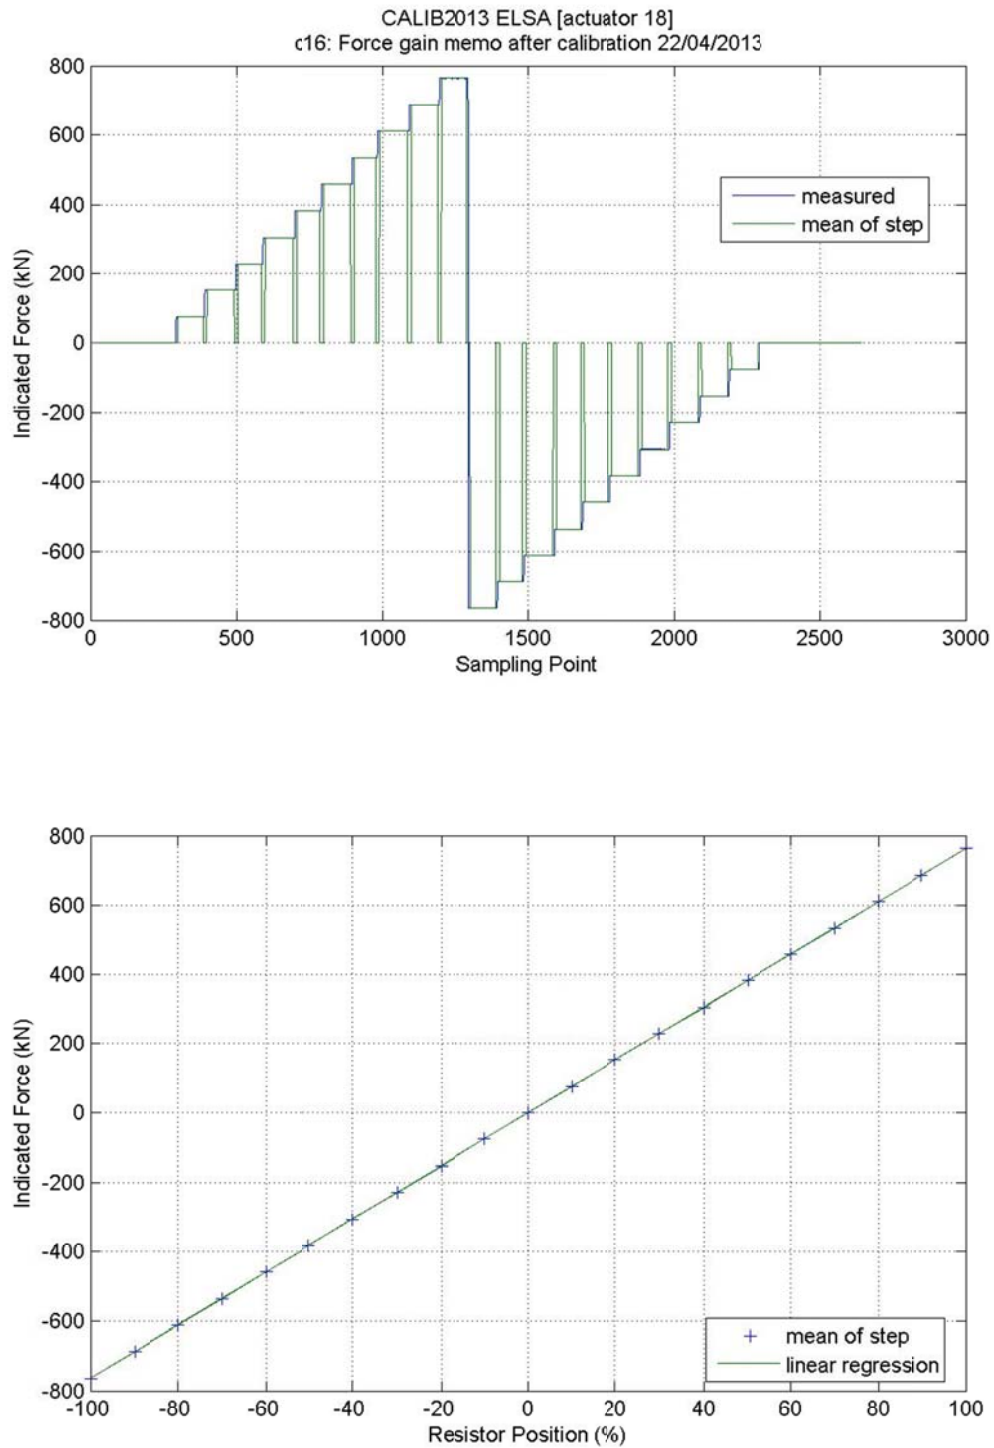 CALIB2013 ELSA [actuator 18]
c16: Force gain memo after calibration 22/04/2013
800
600
400
200
0
-200
-400
-600
-800
Indicated Force (kN)
measured
mean of step
0 500 1000 1500 2000 2500 3000
Sampling Point
800
600
400
200
0
-200
-400
-600
-800
Indicated Force (kN)
mean of step
linear regression
-100 -80 -60 -40 -20 0 20 40 60 80 100
Resistor Position (%)